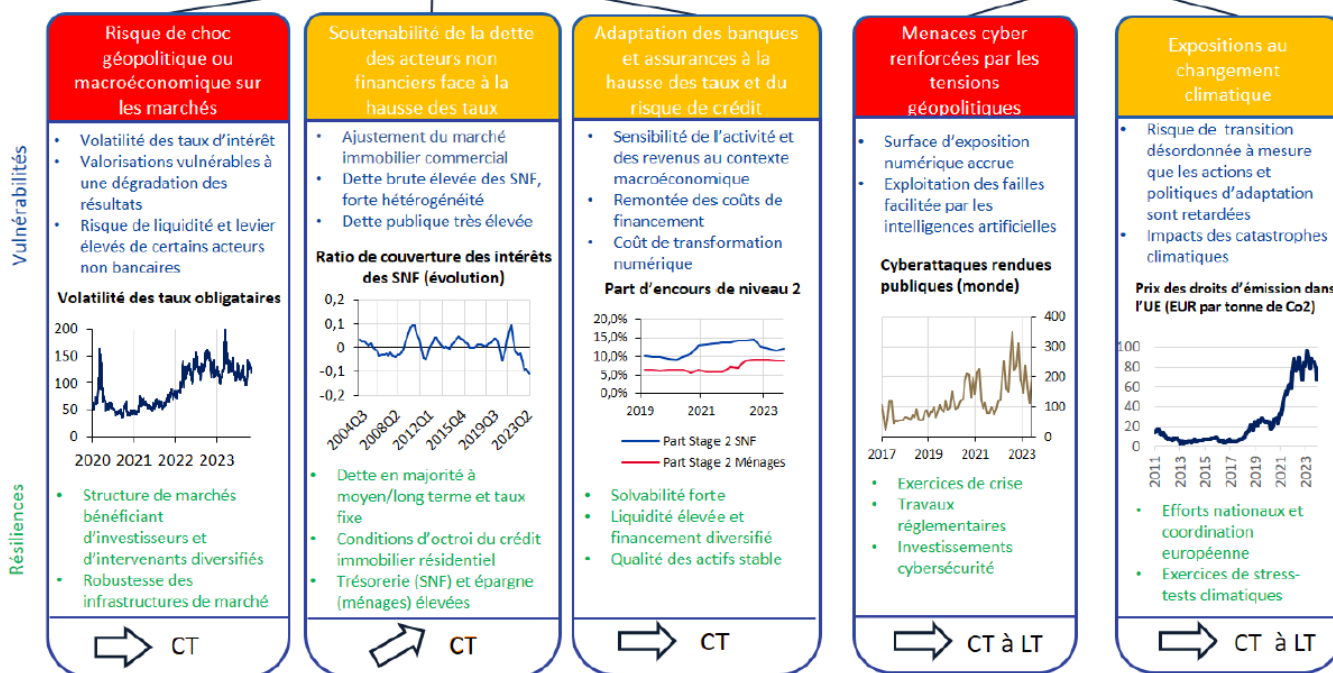 Vulnérabilités
Résiliences
Risque de choc
géopolitique ou
macroéconomique sur
les marchés
• Volatilité des taux d'intérêt
• Valorisations vulnérables à
une dégradation des
résultats
• Risque de liquidité et levier
élevés de certains acteurs
non bancaires
Volatilité des taux obligataires
200
150
100
50
0
2020 2021 2022 2023
• Structure de marchés
bénéficiant
d'investisseurs et
d'intervenants diversifiés
• Robustesse des
infrastructures de marché
CT
Soutenabilité de la dette
des acteurs non
financiers face à la
hausse des taux
• Ajustement du marché
immobilier commercial
• Dette brute élevée des SNF,
forte hétérogénéité
• Dette publique très élevée
Ratio de couverture des intérêts
des SNF (évolution)
0,2
0,1
0
-0,1
-0,2
2004Q3
2008Q2
2012Q1
2015Q4
2019Q3
2023Q2
• Dette en majorité à
moyen/long terme et taux
fixe
• Conditions d'octroi du crédit
immobilier résidentiel
• Trésorerie (SNF) et épargne
(ménages) élevées
CT
Adaptation des banques
et assurances à la
hausse des taux et du
risque de crédit
• Sensibilité de l'activité et
des revenus au contexte
macroéconomique
• Remontée des coûts de
financement
• Coût de transformation
numérique
Part d'encours de niveau 2
20,0%
15,0%
10,0%
5,0%
0,0%
2019 2021 2023
Part Stage 2 SNF
Part Stage 2 Ménages
• Solvabilité forte
• Liquidité élevée et
financement diversifié
• Qualité des actifs stable
CT
Menaces cyber
renforcées par les
tensions
géopolitiques
• Surface d'exposition
numérique accrue
• Exploitation des failles
facilitée par les
intelligences artificielles
Cyberattaques rendues
publiques (monde)
400
300
200
100
0
2017 2019 2021 2023
• Exercices de crise
• Travaux
réglementaires
• Investissements
cybersécurité
CT à LT
Expositions au
changement
climatique
• Risque de transition
désordonnée à mesure
que les actions et
politiques d'adaptation
sont retardées
• Impacts des catastrophes
climatiques
Prix des droits d'émission dans
l'UE (EUR par tonne de Co2)
100
80
60
40
20
0
2011
2013
2015
2017
2019
2021
2023
• Efforts nationaux et
coordination
européenne
• Exercices de stress-
tests climatiques
CT à LT